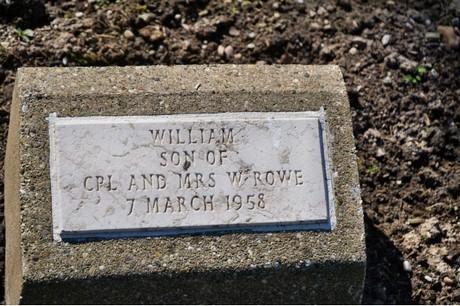 WILLIAM
SON OF
CPL AND MRS W. ROWE
7 MARCH 1958